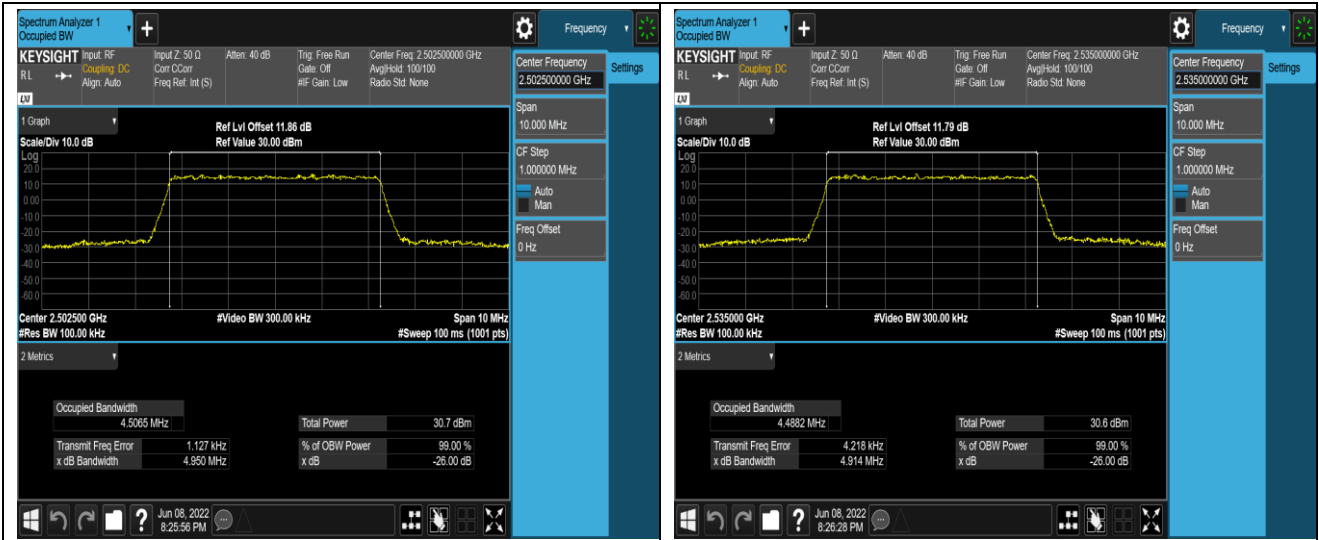 Spectrum Analyzer 1
Occupied BW
Frequency
KEYSIGHT
Input: RF
Coupling: DC
Align: Auto
Input Z: 50 Ω
Corr CCorr
Freq Ref: Int (S)
Atten: 40 dB
Trig: Free Run
Gate: Off
#IF Gain: Low
Center Freq: 2.502500000 GHz
Avg|Hold: 100/100
Radio Std: None
RL
LXI
Center Frequency
2.502500000 GHz
Settings
Span
10.000 MHz
CF Step
1.000000 MHz
Auto
Man
Freq Offset
0 Hz
1 Graph
Scale/Div 10.0 dB
Ref Lvl Offset 11.86 dB
Ref Value 30.00 dBm
Log
20.0
10.0
0.00
-10.0
-20.0
-30.0
-40.0
-50.0
-60.0
Center 2.502500 GHz
#Video BW 300.00 kHz
Span 10 MHz
#Res BW 100.00 kHz
#Sweep 100 ms (1001 pts)
2 Metrics
Occupied Bandwidth
4.5065 MHz
Total Power 30.7 dBm
Transmit Freq Error 1.127 kHz
% of OBW Power 99.00 %
x dB Bandwidth 4.950 MHz
x dB -26.00 dB
?
Jun 08, 2022
8:25:56 PM
Spectrum Analyzer 1
Occupied BW
Frequency
KEYSIGHT
Input: RF
Coupling: DC
Align: Auto
Input Z: 50 Ω
Corr CCorr
Freq Ref: Int (S)
Atten: 40 dB
Trig: Free Run
Gate: Off
#IF Gain: Low
Center Freq: 2.535000000 GHz
Avg|Hold: 100/100
Radio Std: None
RL
LXI
Center Frequency
2.535000000 GHz
Settings
Span
10.000 MHz
CF Step
1.000000 MHz
Auto
Man
Freq Offset
0 Hz
1 Graph
Scale/Div 10.0 dB
Ref Lvl Offset 11.79 dB
Ref Value 30.00 dBm
Log
20.0
10.0
0.00
-10.0
-20.0
-30.0
-40.0
-50.0
-60.0
Center 2.535000 GHz
#Video BW 300.00 kHz
Span 10 MHz
#Res BW 100.00 kHz
#Sweep 100 ms (1001 pts)
2 Metrics
Occupied Bandwidth
4.4882 MHz
Total Power 30.6 dBm
Transmit Freq Error 4.218 kHz
% of OBW Power 99.00 %
x dB Bandwidth 4.914 MHz
x dB -26.00 dB
?
Jun 08, 2022
8:26:28 PM